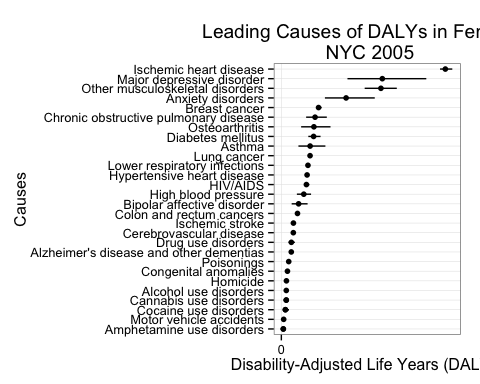 Leading Causes of DALYs in Fer
NYC 2005
Ischemic heart disease
Major depressive disorder
Other musculoskeletal disorders
Anxiety disorders
Breast cancer
Chronic obstructive pulmonary disease
Osteoarthritis
Diabetes mellitus
Asthma
Lung cancer
Lower respiratory infections
Hypertensive heart disease
HIV/AIDS
High blood pressure
Bipolar affective disorder
Colon and rectum cancers
Ischemic stroke
Cerebrovascular disease
Drug use disorders
Alzheimer's disease and other dementias
Poisonings
Congenital anomalies
Homicide
Alcohol use disorders
Cannabis use disorders
Cocaine use disorders
Motor vehicle accidents
Amphetamine use disorders
Causes
0
Disability-Adjusted Life Years (DAL